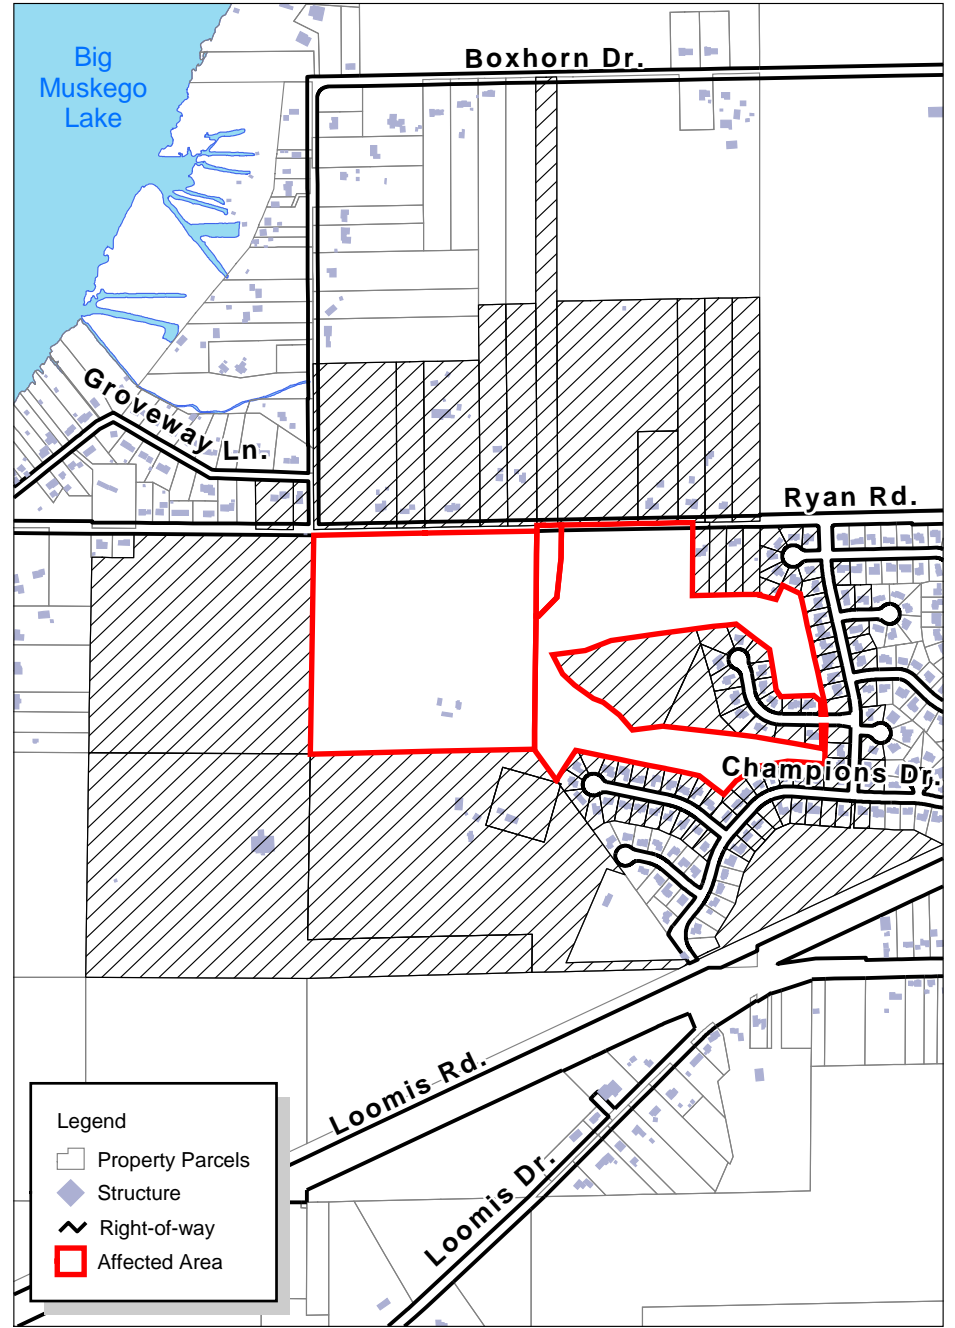 Big
Muskego
Lake
Boxhorn Dr.
Groveway Ln.
Ryan Rd.
Champions Dr.
Loomis Rd.
Loomis Dr.
Legend
Property Parcels
Structure
Right-of-way
Affected Area